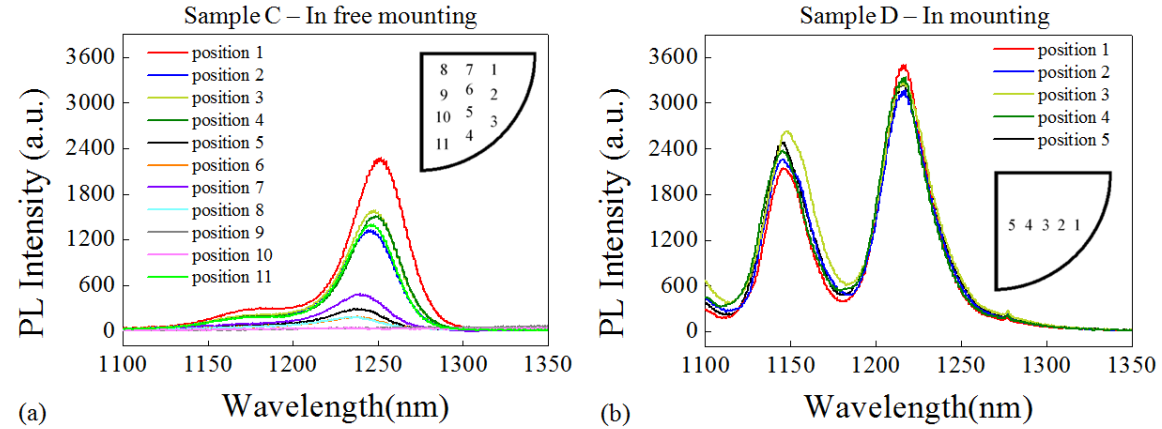 Sample C – In free mounting
PL Intensity (a.u.)
3600
3000
2400
1800
1200
600
0
position 1
position 2
position 3
position 4
position 5
position 6
position 7
position 8
position 9
position 10
position 11
8 7 1
9 6 2
10 5 3
11 4
1100 1150 1200 1250 1300 1350
Wavelength(nm)
(a)
Sample D – In mounting
PL Intensity (a.u.)
3600
3000
2400
1800
1200
600
0
position 1
position 2
position 3
position 4
position 5
5 4 3 2 1
1100 1150 1200 1250 1300 1350
Wavelength(nm)
(b)